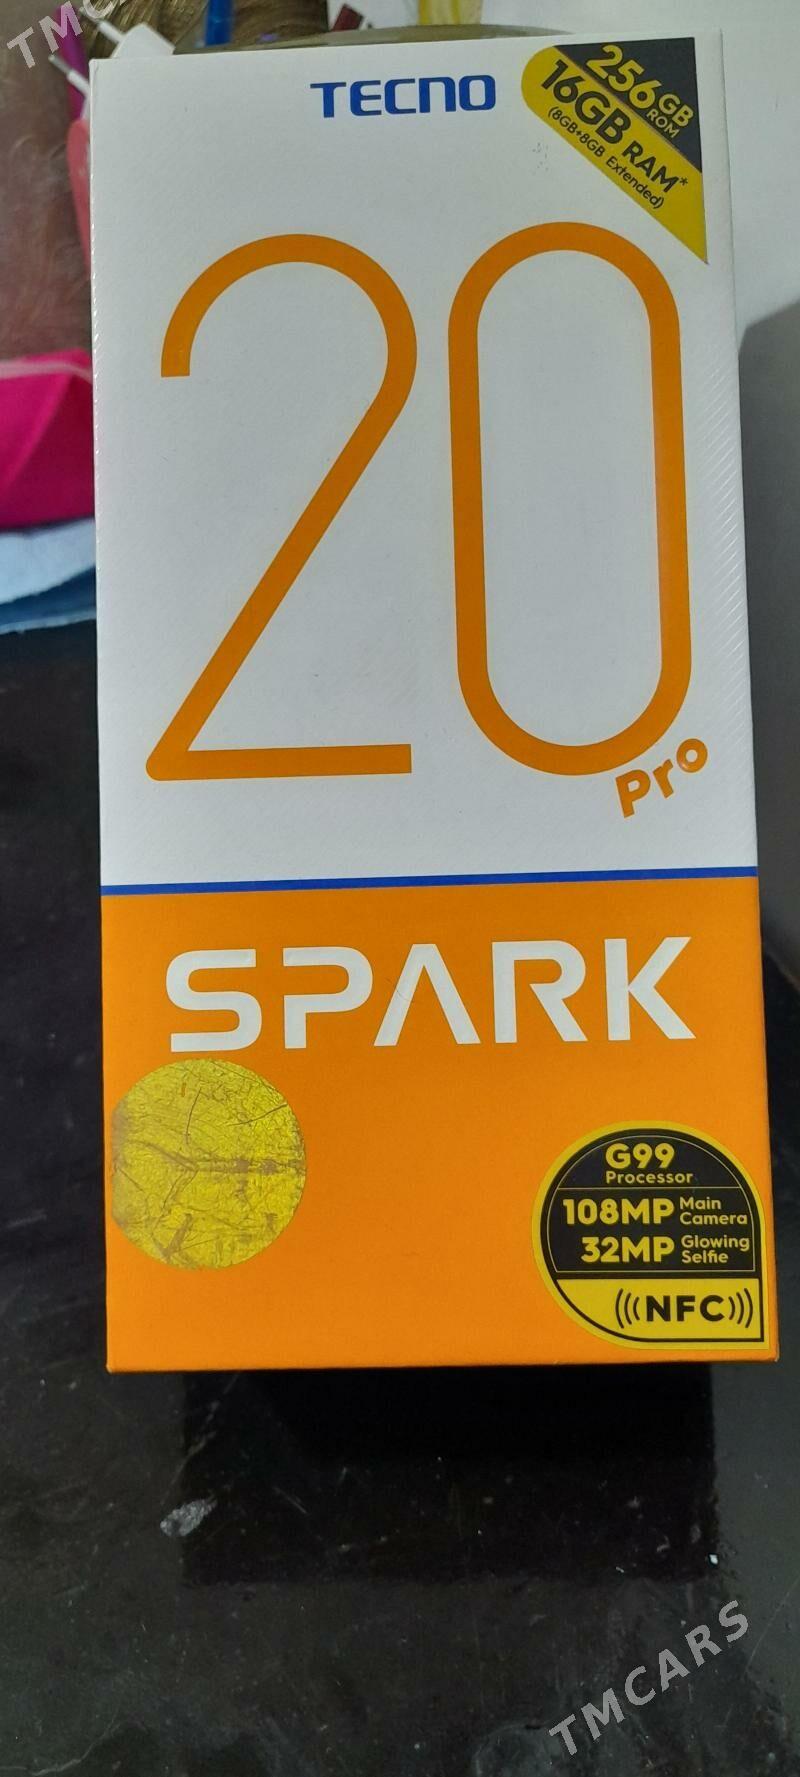 TMC
TECNO
256GB
ROM
16GB RAM*
(8GB+8GB Extended)
20
Pro
SPARK
G99
Processor
108MP Main
Camera
32MP Glowing
Selfie
(((NFC)))
TMCARS